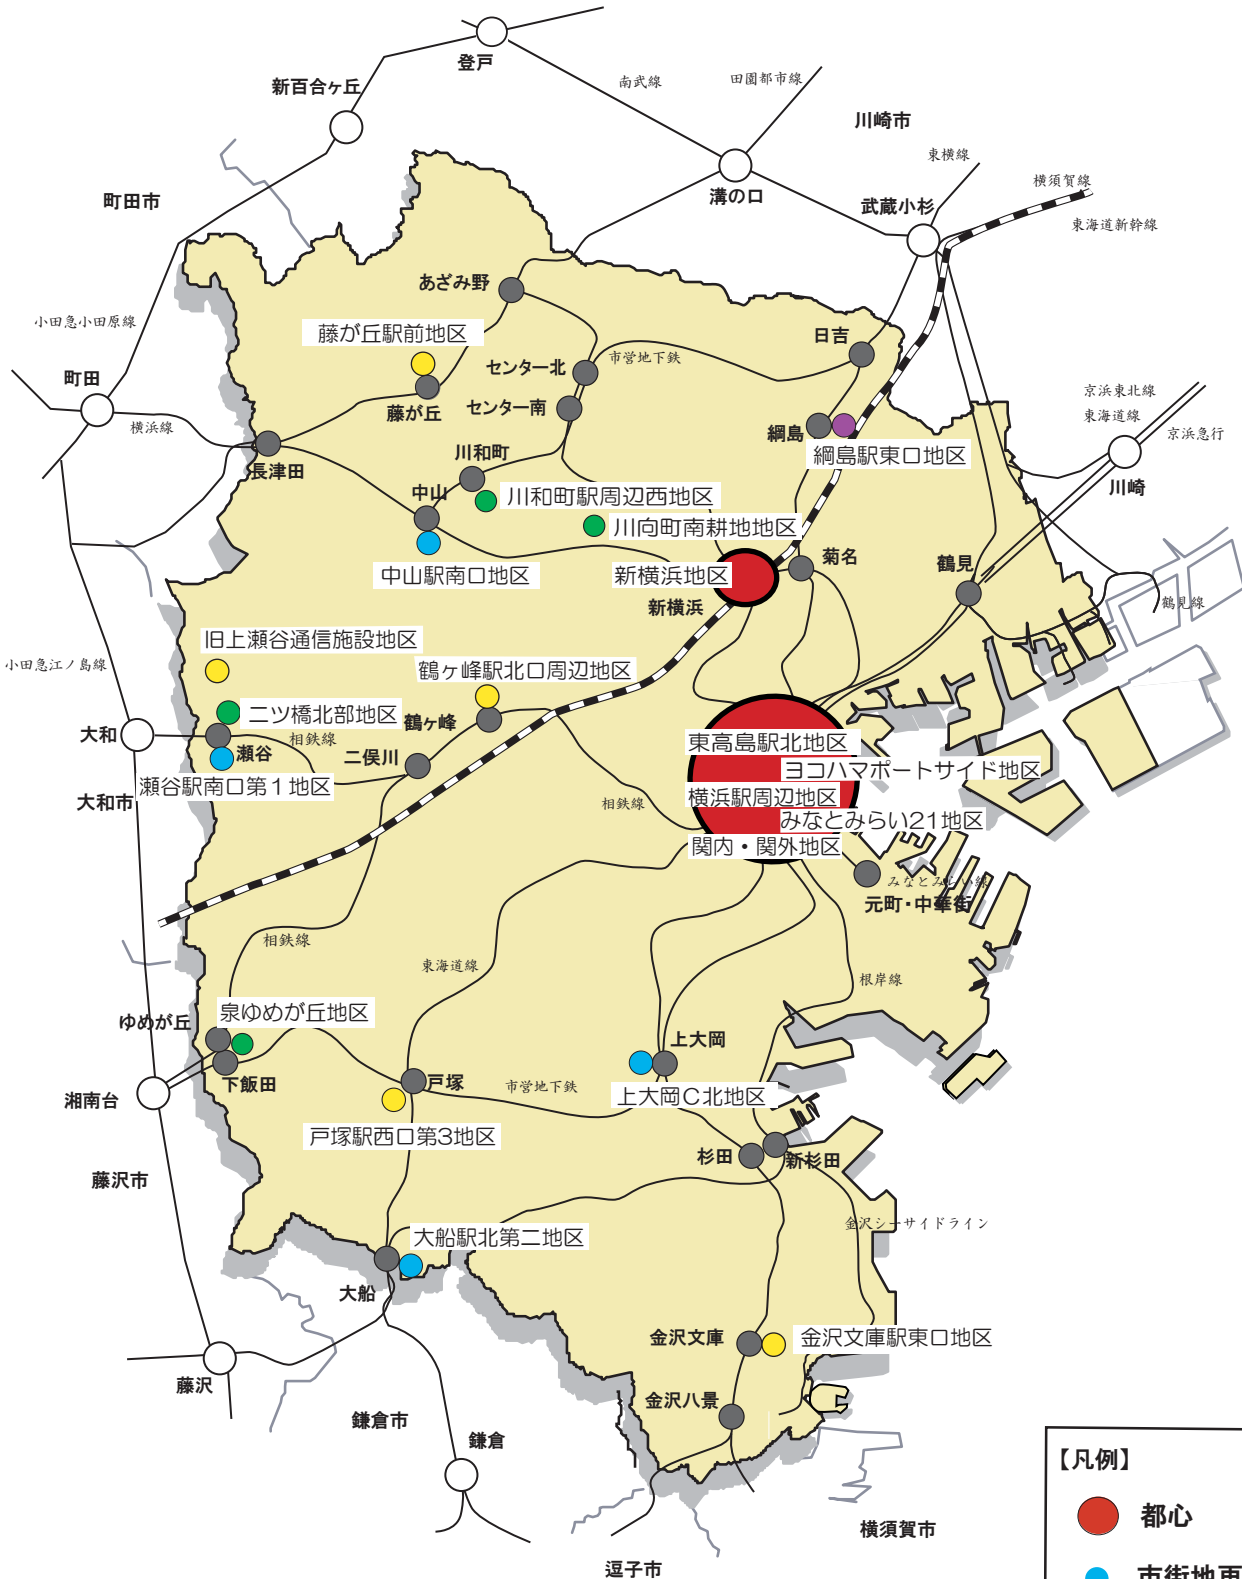 登戸
南武線
田園都市線
新百合ヶ丘
川崎市
東横線
横須賀線
町田市
溝の口
武蔵小杉
東海道新幹線
あざみ野
小田急小田原線
藤が丘駅前地区
日吉
センター北
市営地下鉄
町田
京浜東北線
藤が丘
センター南
東海道線
横浜線
京浜急行
綱島
長津田
川和町
綱島駅東口地区
川崎
中山
川和町駅周辺西地区
川向町南耕地地区
菊名
鶴見
中山駅南口地区
新横浜地区
新横浜
鶴見線
旧上瀬谷通信施設地区
小田急江ノ島線
鶴ヶ峰駅北口周辺地区
二ツ橋北部地区
鶴ヶ峰
大和
相鉄線
瀬谷
二俣川
東高島駅北地区
ヨコハマポートサイド地区
瀬谷駅南口第1地区
大和市
相鉄線
横浜駅周辺地区
みなとみらい21地区
関内・関外地区
みなとみらい線
元町・中華街
相鉄線
東海道線
根岸線
泉ゆめが丘地区
ゆめが丘
上大岡
下飯田
戸塚
市営地下鉄
湘南台
上大岡C北地区
戸塚駅西口第3地区
杉田
新杉田
藤沢市
金沢シーサイドライン
大船駅北第二地区
大船
金沢文庫
金沢文庫駅東口地区
藤沢
金沢八景
鎌倉市
鎌倉
【凡例】
都心
横須賀市
逗子市
市街地再